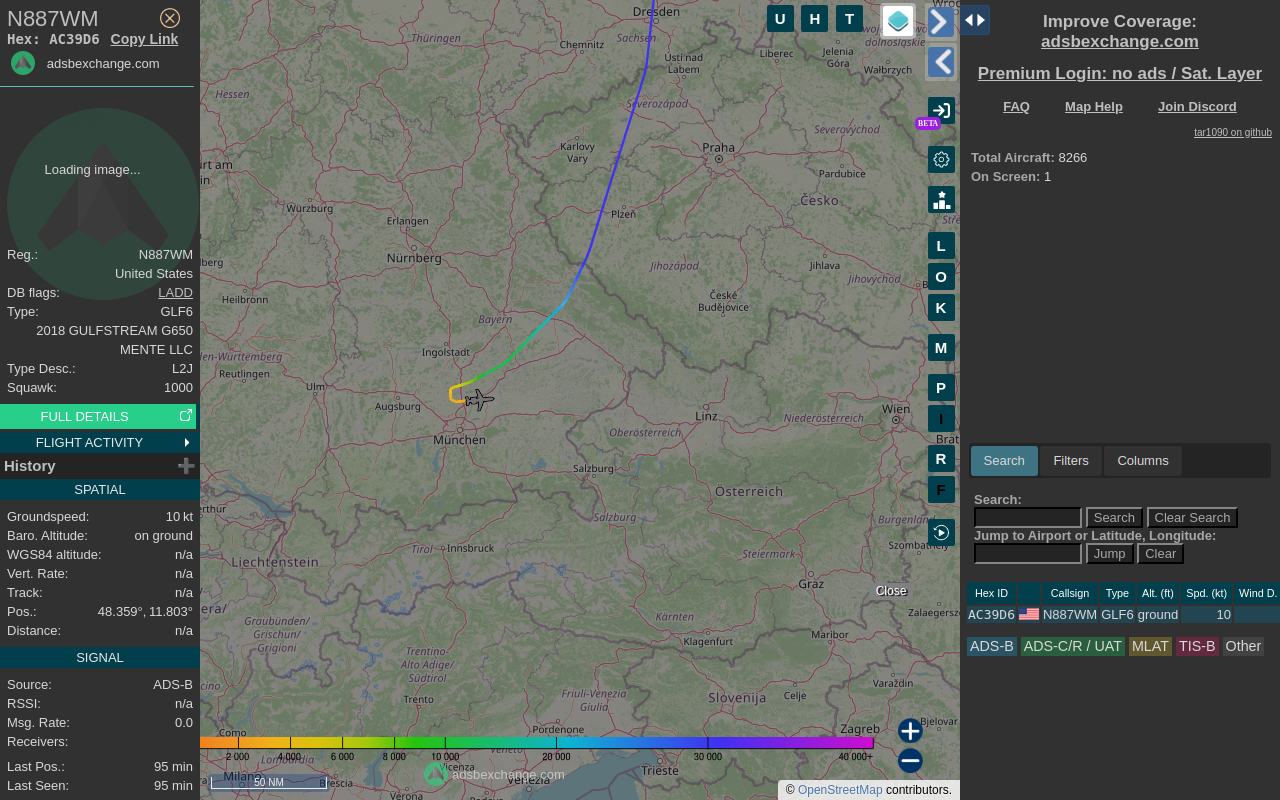 N887WM
Hex: AC39D6 Copy Link
adsbexchange.com
Loading image...
Reg.: N887WM
United States
DB flags: LADD
Type: GLF6
2018 GULFSTREAM G650
MENTE LLC
Type Desc.: L2J
Squawk: 1000
FULL DETAILS
FLIGHT ACTIVITY
History
SPATIAL
Groundspeed: 10 kt
Baro. Altitude: on ground
WGS84 altitude: n/a
Vert. Rate: n/a
Track: n/a
Pos.: 48.359°, 11.803°
Distance: n/a
SIGNAL
Source: ADS-B
RSSI: n/a
Msg. Rate: 0.0
Receivers:
Last Pos.: 95 min
Last Seen: 95 min
Dresden
Thüringen
Sachsen
Chemnitz
Ústí nad
Labem
Liberec
Jelenia
Góra
dolnośląskie
Wałbrzych
Hessen
Severozápad
Severovýchod
Karlovy
Vary
Praha
Pardubice
Würzburg
Erlangen
Plzeň
Česko
Nürnberg
Jihozápad
Jihlava
Jihovýchod
Heilbronn
České
Budějovice
Bayern
Ingolstadt
Reutlingen
Ulm
Augsburg
München
Linz
Niederösterreich
Wien
Oberösterreich
Salzburg
Österreich
Salzburg
Burgenland
Tirol
Innsbruck
Steiermark
Szombathely
Liechtenstein
Graz
Close
Zalaegersze
Kärnten
Graubünden/
Grischun/
Grigioni
Klagenfurt
Maribor
Trentino-
Alto Adige/
Südtirol
Varaždin
Trento
Friuli-Venezia
Giulia
Slovenija
Celje
Zagreb
Bjelovar
Como
Pordenone
Lombardia
Vicenza
Venezia
Trieste
Milano
Brescia
Verona
Padova
2 000 4 000 6 000 8 000 10 000 20 000 30 000 40 000+
50 NM
adsbexchange.com
© OpenStreetMap contributors.
U H T
BETA
L
O
K
M
P
I
R
F
Improve Coverage:
adsbexchange.com
Premium Login: no ads / Sat. Layer
FAQ Map Help Join Discord
tar1090 on github
Total Aircraft: 8266
On Screen: 1
Search Filters Columns
Search:
Search Clear Search
Jump to Airport or Latitude, Longitude:
Jump Clear
Hex ID Callsign Type Alt. (ft) Spd. (kt) Wind D.
AC39D6 N887WM GLF6 ground 10
ADS-B ADS-C/R / UAT MLAT TIS-B Other